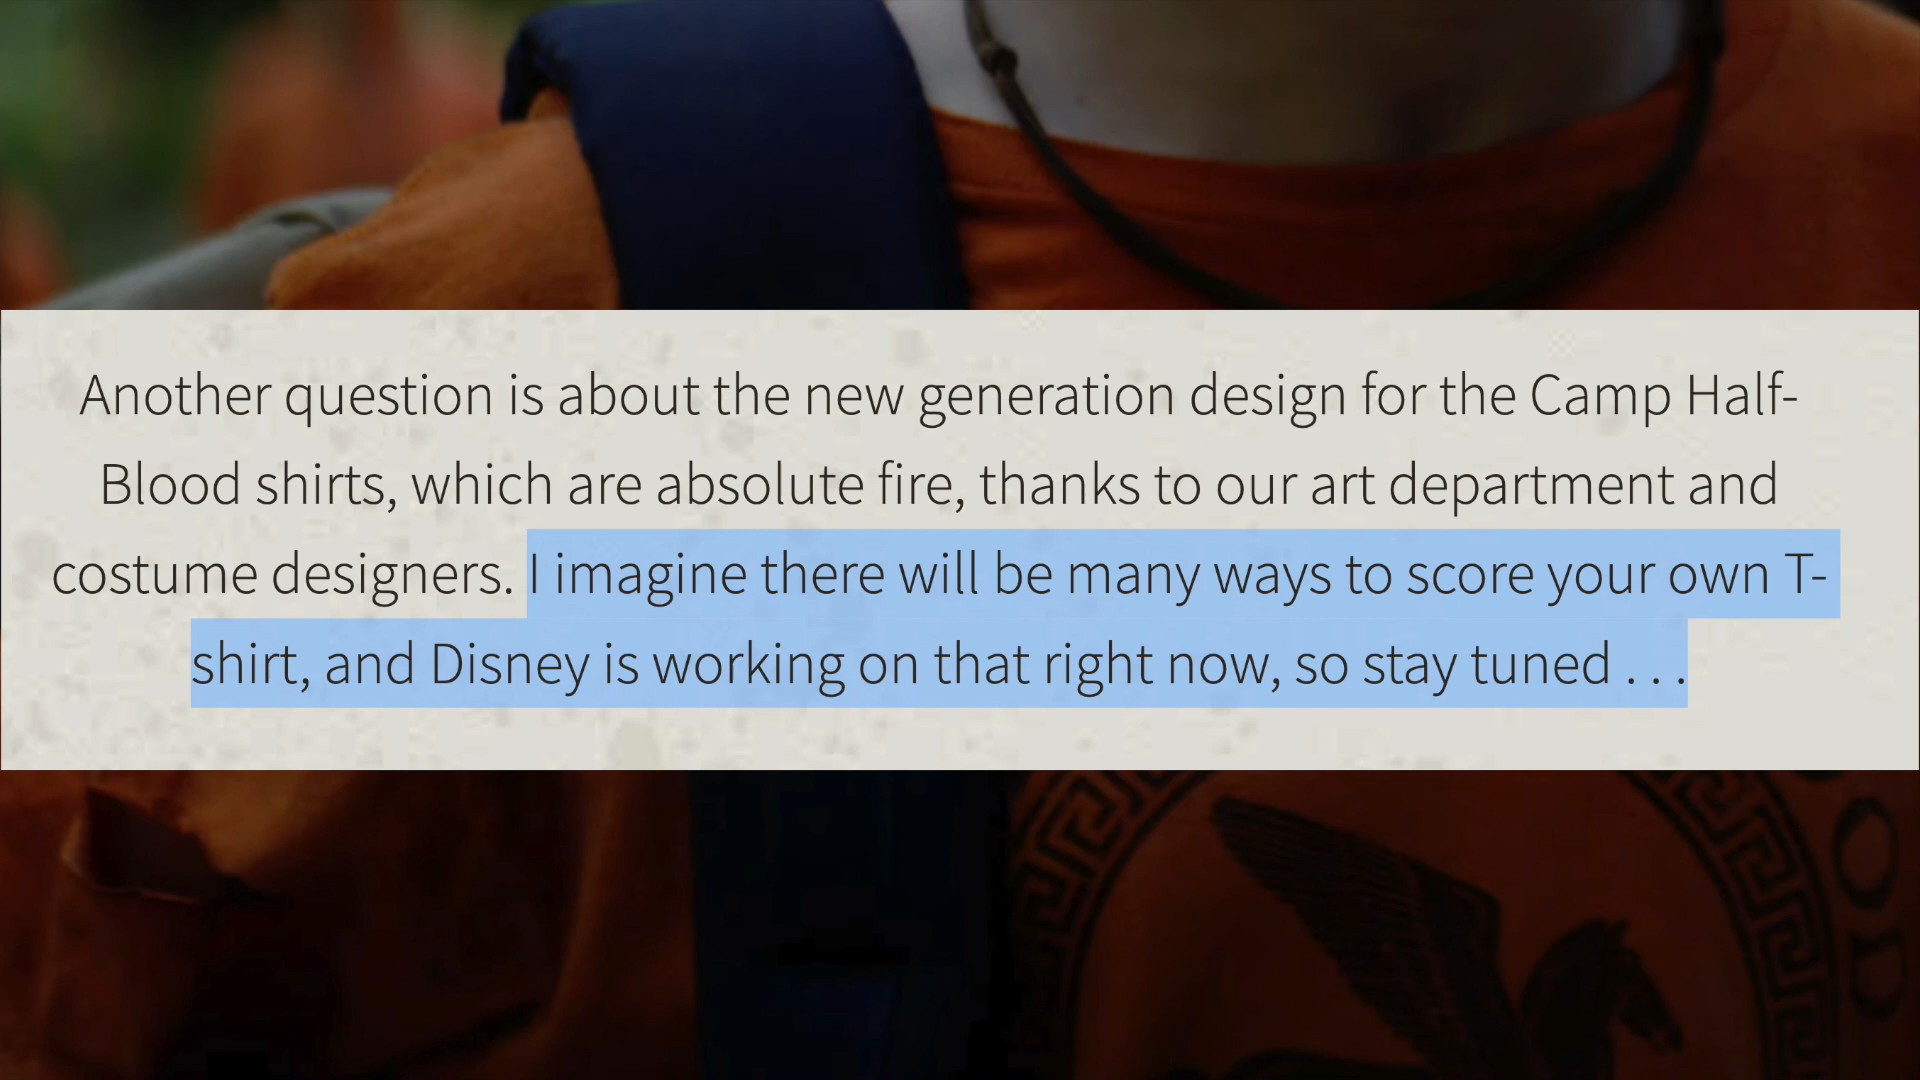 Another question is about the new generation design for the Camp Half-
Blood shirts, which are absolute fire, thanks to our art department and
costume designers. I imagine there will be many ways to score your own T-
shirt, and Disney is working on that right now, so stay tuned . . .
OD